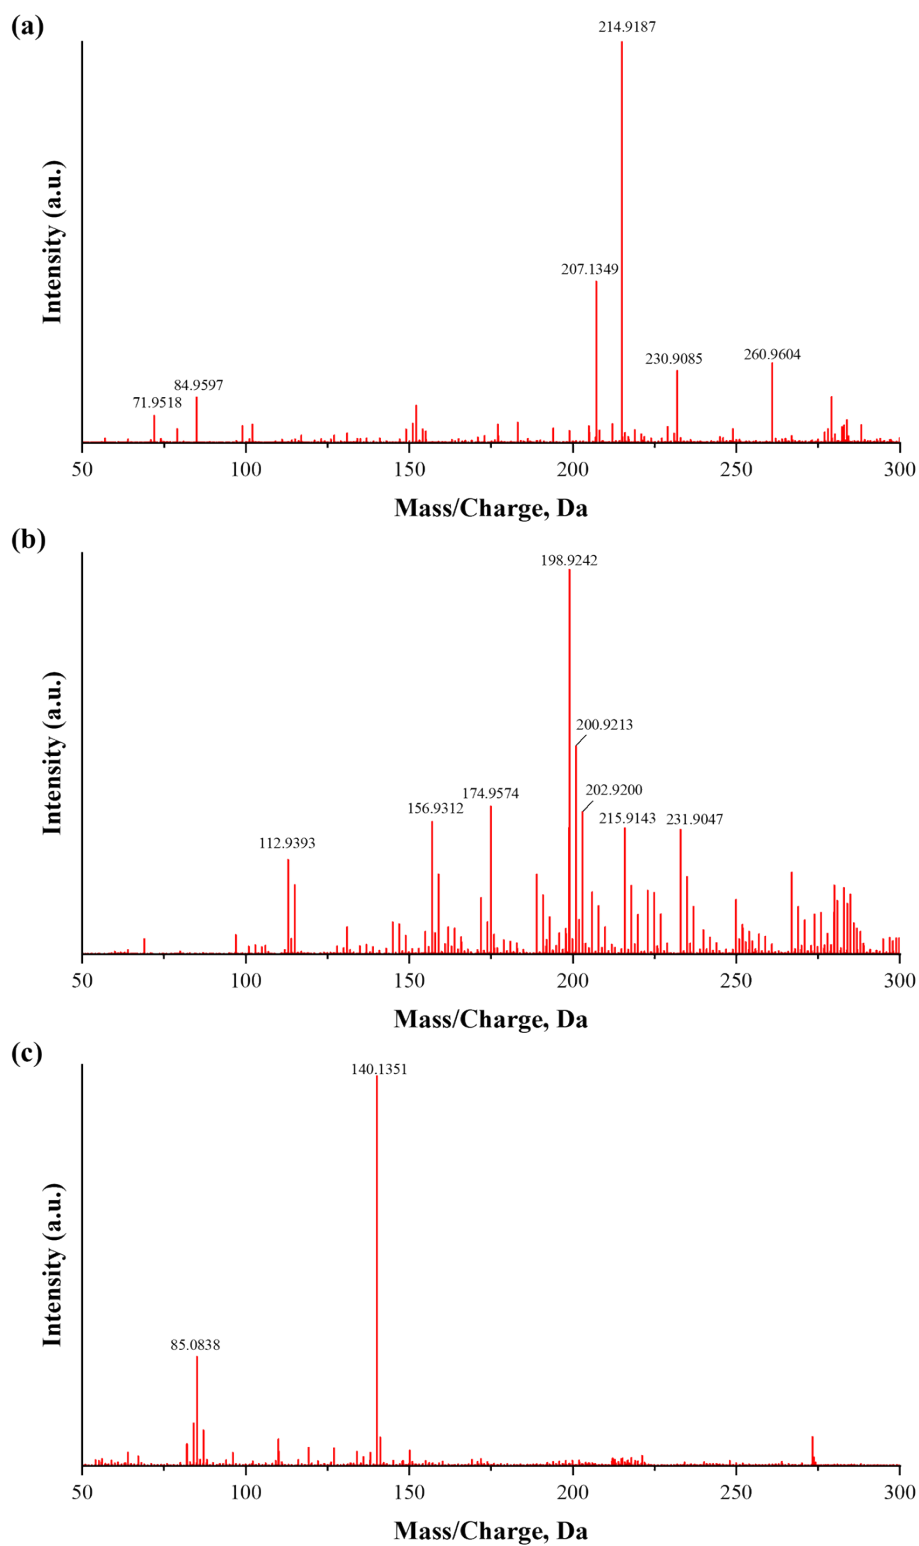 (a)
214.9187
207.1349
230.9085
260.9604
84.9597
71.9518
Intensity (a.u.)
50 100 150 200 250 300
Mass/Charge, Da
(b)
198.9242
200.9213
202.9200
174.9574
156.9312
215.9143 231.9047
112.9393
Intensity (a.u.)
50 100 150 200 250 300
Mass/Charge, Da
(c)
140.1351
85.0838
Intensity (a.u.)
50 100 150 200 250 300
Mass/Charge, Da